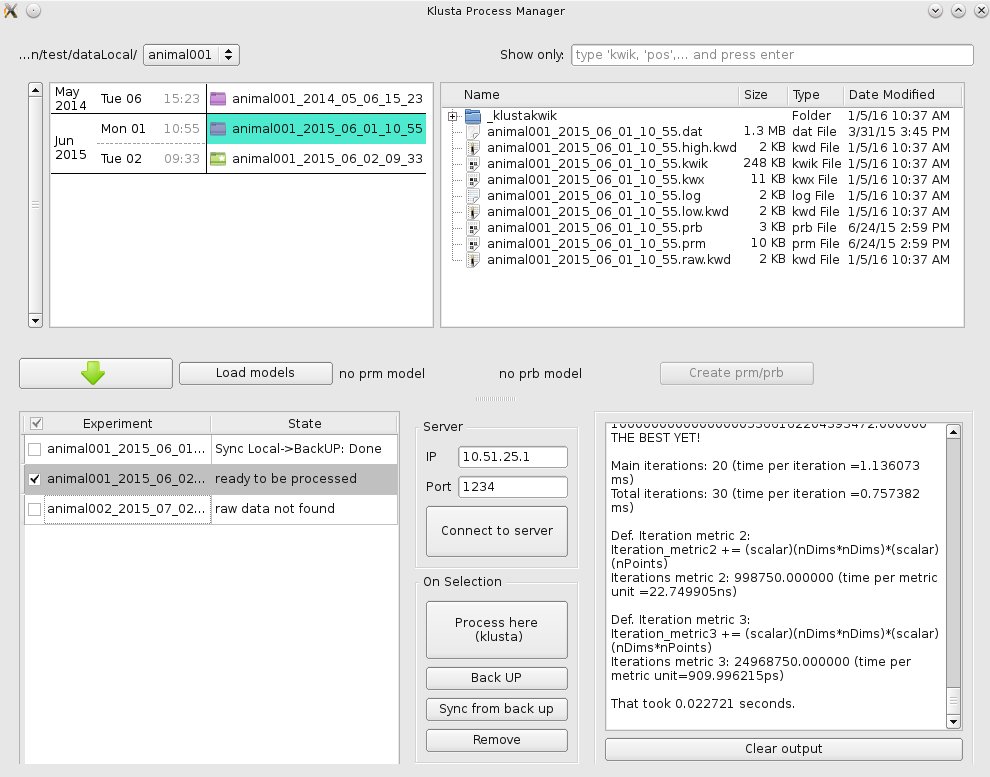 Klusta Process Manager
...n/test/dataLocal/ animal001 Show only: type 'kwik, 'pos',... and press enter
May 2014 Tue 06 15:23 animal001_2014_05_06_15_23
Jun 2015 Mon 01 10:55 animal001_2015_06_01_10_55
Tue 02 09:33 animal001_2015_06_02_09_33
Name Size Type Date Modified
_klustakwik Folder 1/5/16 10:37 AM
animal001_2015_06_01_10_55.dat 1.3 MB dat File 3/31/15 3:45 PM
animal001_2015_06_01_10_55.high.kwd 2 KB kwd File 1/5/16 10:37 AM
animal001_2015_06_01_10_55.kwik 248 KB kwik File 1/5/16 10:37 AM
animal001_2015_06_01_10_55.kwx 11 KB kwx File 1/5/16 10:37 AM
animal001_2015_06_01_10_55.log 2 KB log File 1/5/16 10:37 AM
animal001_2015_06_01_10_55.low.kwd 2 KB kwd File 1/5/16 10:37 AM
animal001_2015_06_01_10_55.prb 3 KB prb File 6/24/15 2:59 PM
animal001_2015_06_01_10_55.prm 10 KB prm File 6/24/15 2:59 PM
animal001_2015_06_01_10_55.raw.kwd 2 KB kwd File 1/5/16 10:37 AM
Load models no prm model no prb model Create prm/prb
Experiment State
animal001_2015_06_01... Sync Local->BackUP: Done
animal001_2015_06_02... ready to be processed
animal002_2015_07_02... raw data not found
Server
IP 10.51.25.1
Port 1234
Connect to server
On Selection
Process here
(klusta)
Back UP
Sync from back up
Remove
THE BEST YET!
Main iterations: 20 (time per iteration =1.136073
ms)
Total iterations: 30 (time per iteration =0.757382
ms)
Def. Iteration metric 2:
Iteration_metric2 += (scalar)(nDims*nDims)*(scalar)
(nPoints)
Iterations metric 2: 998750.000000 (time per metric
unit =22.749905ns)
Def. Iteration metric 3:
Iteration_metric3 += (scalar)(nDims*nDims)*(scalar)
(nDims*nPoints)
Iterations metric 3: 24968750.000000 (time per
metric unit=909.996215ps)
That took 0.022721 seconds.
Clear output